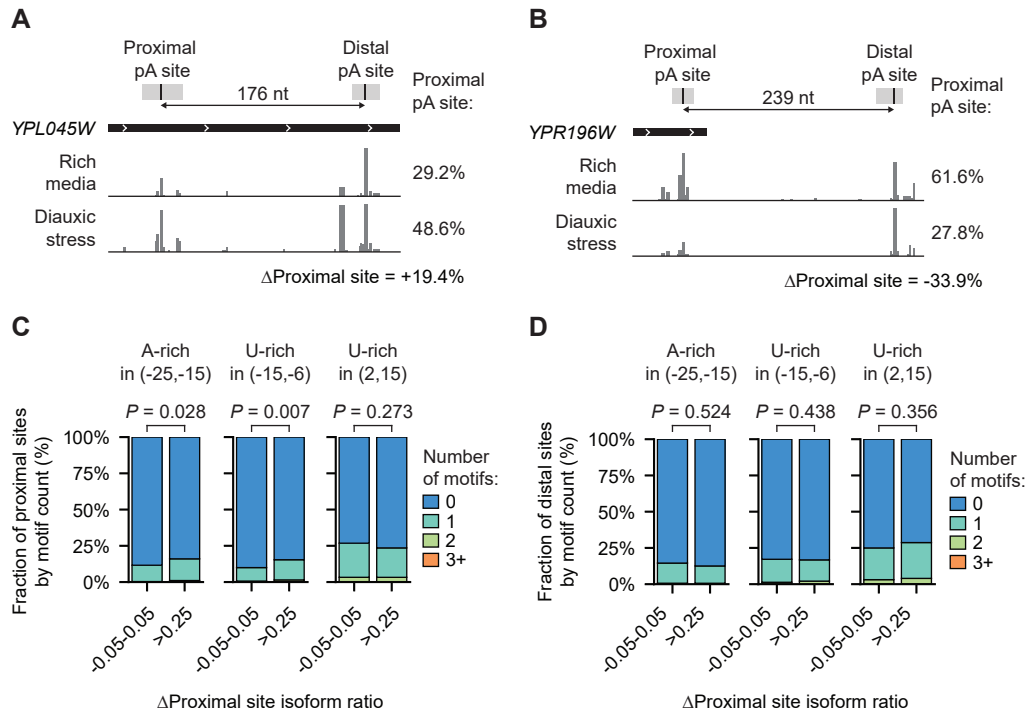 A
Proximal
pA site
Distal
pA site
Proximal
pA site:
176 nt
YPL045W
Rich
media
29.2%
Diauxic
stress
48.6%
ΔProximal site = +19.4%
B
Proximal
pA site
Distal
pA site
Proximal
pA site:
239 nt
YPR196W
Rich
media
61.6%
Diauxic
stress
27.8%
ΔProximal site = -33.9%
C
A-rich
in (-25,-15)
U-rich
in (-15,-6)
U-rich
in (2,15)
P = 0.028
P = 0.007
P = 0.273
Fraction of proximal sites
by motif count (%)
100%
75%
50%
25%
0%
Number
of motifs:
0
1
2
3+
-0.05-0.05
>0.25
-0.05-0.05
>0.25
-0.05-0.05
>0.25
ΔProximal site isoform ratio
D
A-rich
in (-25,-15)
U-rich
in (-15,-6)
U-rich
in (2,15)
P = 0.524
P = 0.438
P = 0.356
Fraction of distal sites
by motif count (%)
100%
75%
50%
25%
0%
Number
of motifs:
0
1
2
3+
-0.05-0.05
>0.25
-0.05-0.05
>0.25
-0.05-0.05
>0.25
ΔProximal site isoform ratio